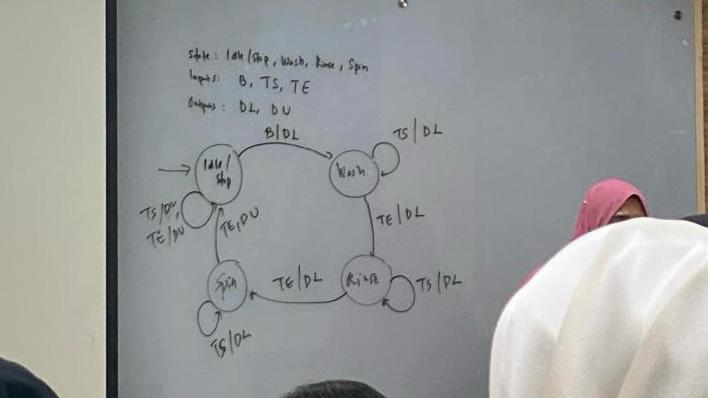 State: Idle/Stop, Wash, Rinse, Spin
Inputs: B, TS, TE
Outputs: DL, DU
B/DL
TS/DL
Idle/
Stop
Wash
TS/DU,
TE/DU
TE,DU
TE/DL
Spin
TE/DL
Rinse
TS/DL
TS/DL